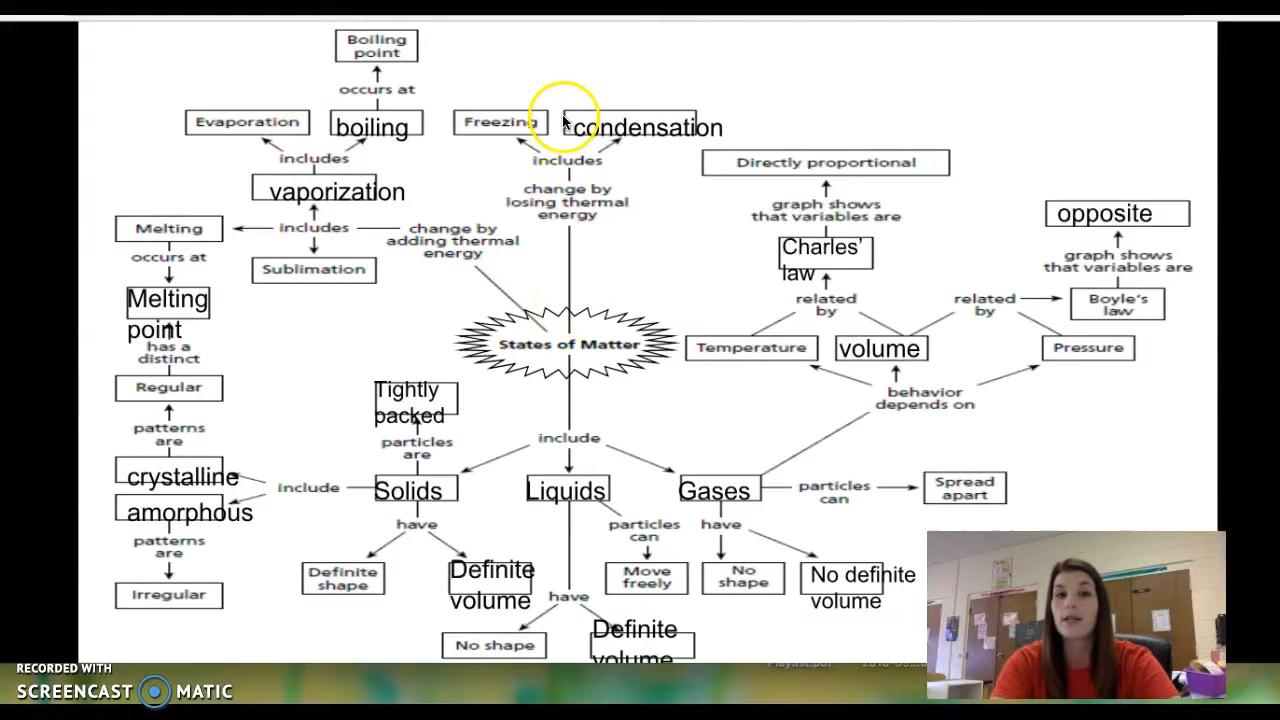 Boiling
point
occurs at
Evaporation
boiling
Freezing
condensation
includes
includes
Directly proportional
vaporization
change by
losing thermal
energy
graph shows
that variables are
opposite
Melting
includes
change by
adding thermal
energy
Charles'
law
graph shows
that variables are
occurs at
Sublimation
Melting
point
related
by
related
by
Boyle's
law
has a
distinct
States of Matter
Temperature
volume
Pressure
Regular
Tightly
packed
behavior
depends on
patterns
are
particles
are
include
crystalline
include
Solids
Liquids
Gases
particles
can
Spread
apart
amorphous
have
particles
can
have
patterns
are
Definite
shape
Definite
volume
Move
freely
No
shape
No definite
volume
Irregular
have
No shape
Definite
volume
RECORDED WITH
SCREENCAST MATIC